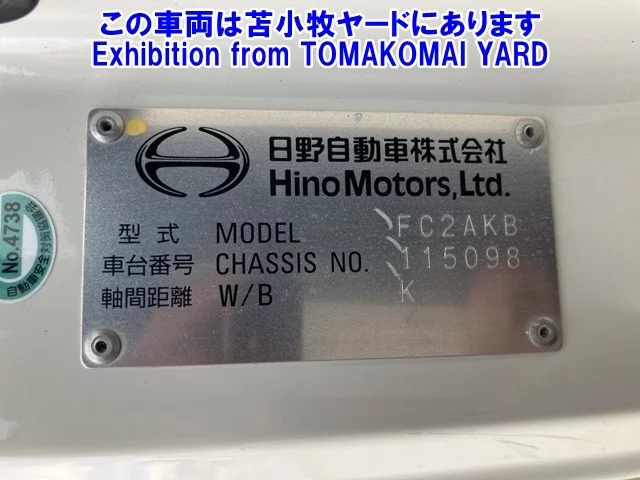 この車両は苫小牧ヤードにあります
Exhibition from TOMAKOMAI YARD
日野自動車株式会社
Hino Motors, Ltd.
型式 MODEL FC2AKB
車台番号 CHASSIS NO. 115098
軸間距離 W/B K
No.4738